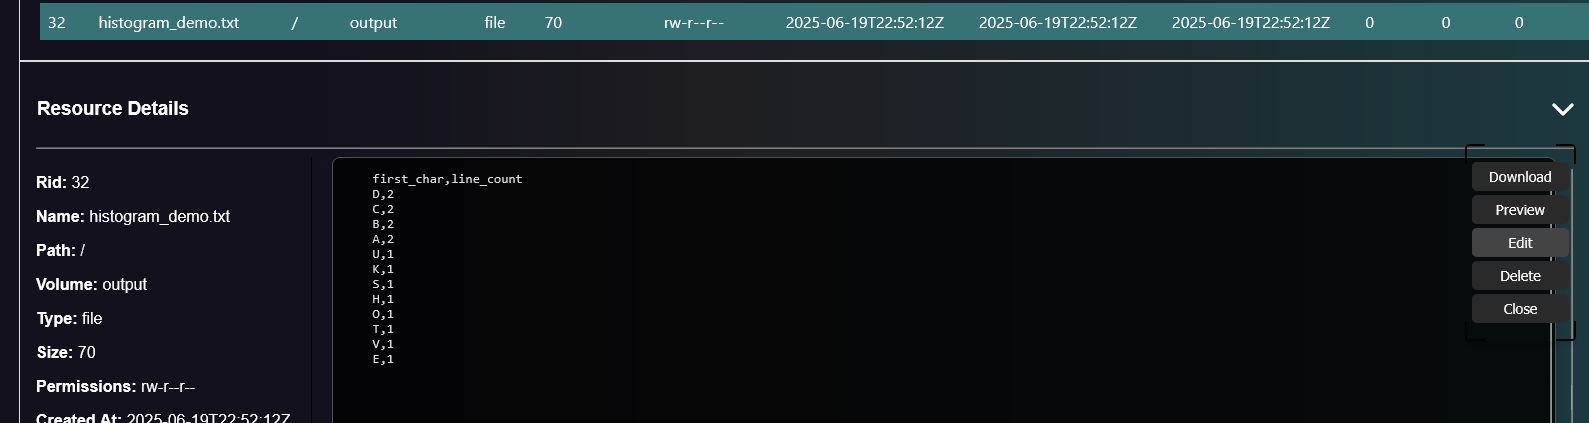 32 histogram_demo.txt / output file 70 rw-r--r-- 2025-06-19T22:52:12Z 2025-06-19T22:52:12Z 2025-06-19T22:52:12Z 0 0 0
Resource Details
Rid: 32
Name: histogram_demo.txt
Path: /
Volume: output
Type: file
Size: 70
Permissions: rw-r--r--
Created At: 2025-06-19T22:52:12Z
first_char,line_count
D,2
C,2
B,2
A,2
U,1
K,1
S,1
H,1
O,1
T,1
V,1
E,1
Download
Preview
Edit
Delete
Close